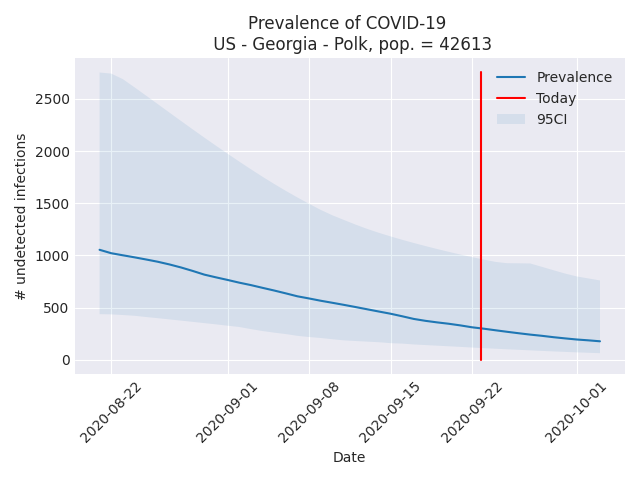 Prevalence of COVID-19
US - Georgia - Polk, pop. = 42613
Prevalence
Today
95CI
# undetected infections
2500
2000
1500
1000
500
0
2020-08-22
2020-09-01
2020-09-08
2020-09-15
2020-09-22
2020-10-01
Date